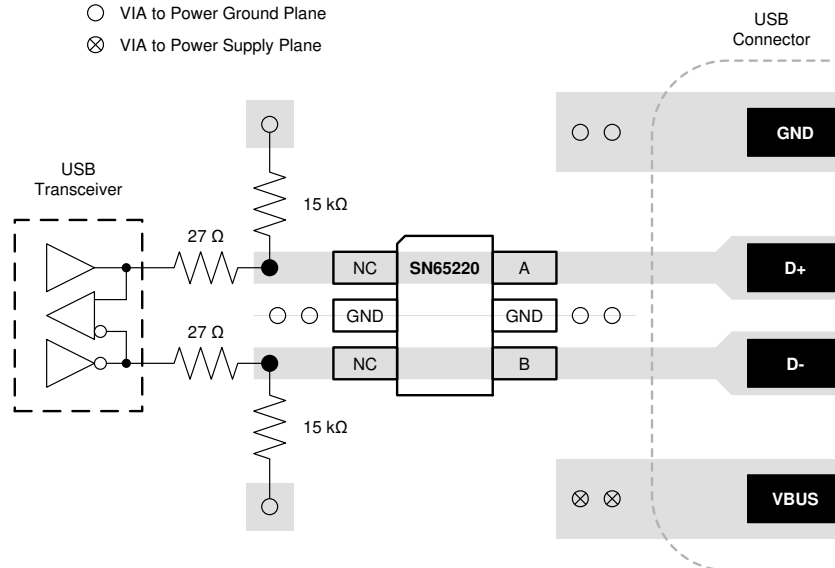 VIA to Power Ground Plane
VIA to Power Supply Plane
USB
Connector
GND
USB
Transceiver
15 kΩ
27 Ω
NC
SN65220
A
D+
GND
GND
27 Ω
NC
B
D-
15 kΩ
VBUS